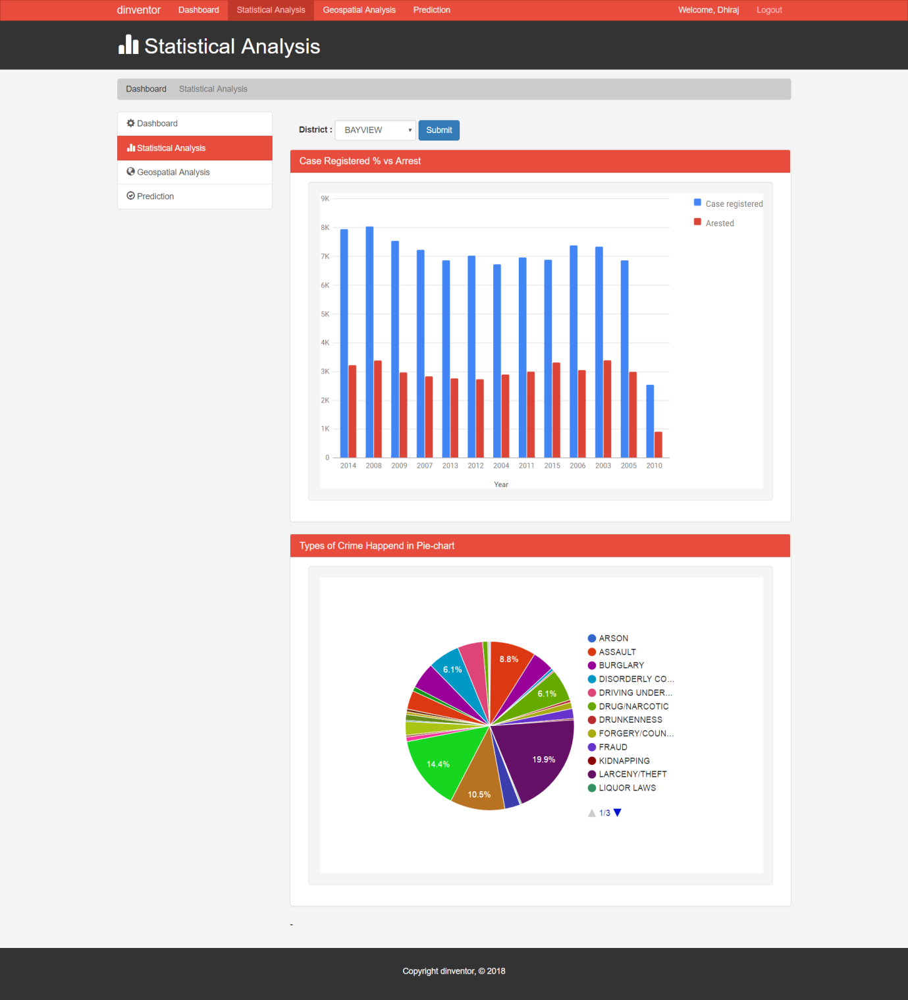 dinventor Dashboard Statistical Analysis Geospatial Analysis Prediction Welcome, Dhiraj Logout
Statistical Analysis
Dashboard Statistical Analysis
Dashboard
Statistical Analysis
Geospatial Analysis
Prediction
District : BAYVIEW Submit
Case Registered % vs Arrest
9K
8K
7K
6K
5K
4K
3K
2K
1K
0
2014 2008 2009 2007 2013 2012 2004 2011 2015 2006 2003 2005 2010
Year
Case registered
Arested
Types of Crime Happend in Pie-chart
8.8%
6.1%
19.9%
10.5%
14.4%
6.1%
ARSON
ASSAULT
BURGLARY
DISORDERLY CO...
DRIVING UNDER...
DRUG/NARCOTIC
DRUNKENNESS
FORGERY/COUN...
FRAUD
KIDNAPPING
LARCENY/THEFT
LIQUOR LAWS
1/3
-
Copyright dinventor, © 2018